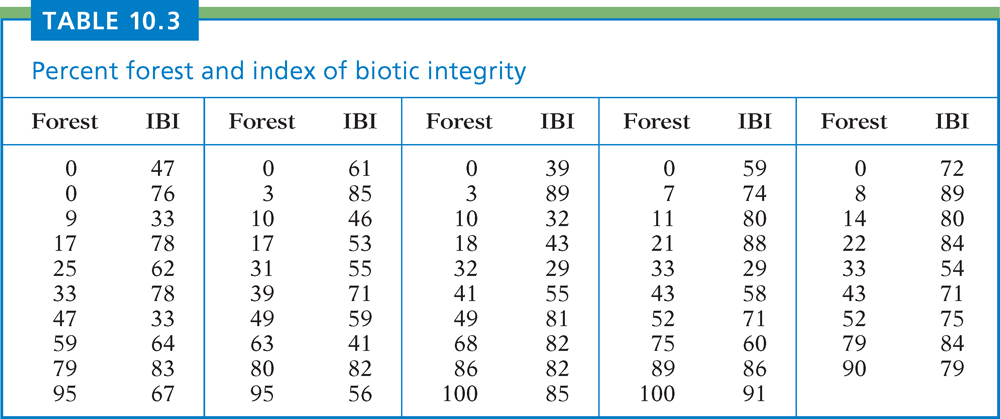 TABLE 10.3
Percent forest and index of biotic integrity
Forest IBI Forest IBI Forest IBI Forest IBI Forest IBI
0 47 0 61 0 39 0 59 0 72
0 76 3 85 3 89 7 74 8 89
9 33 10 46 10 32 11 80 14 80
17 78 17 53 18 43 21 88 22 84
25 62 31 55 32 29 33 29 33 54
33 78 39 71 41 55 43 58 43 71
47 33 49 59 49 81 52 71 52 75
59 64 63 41 68 82 75 60 79 84
79 83 80 82 86 82 89 86 90 79
95 67 95 56 100 85 100 91